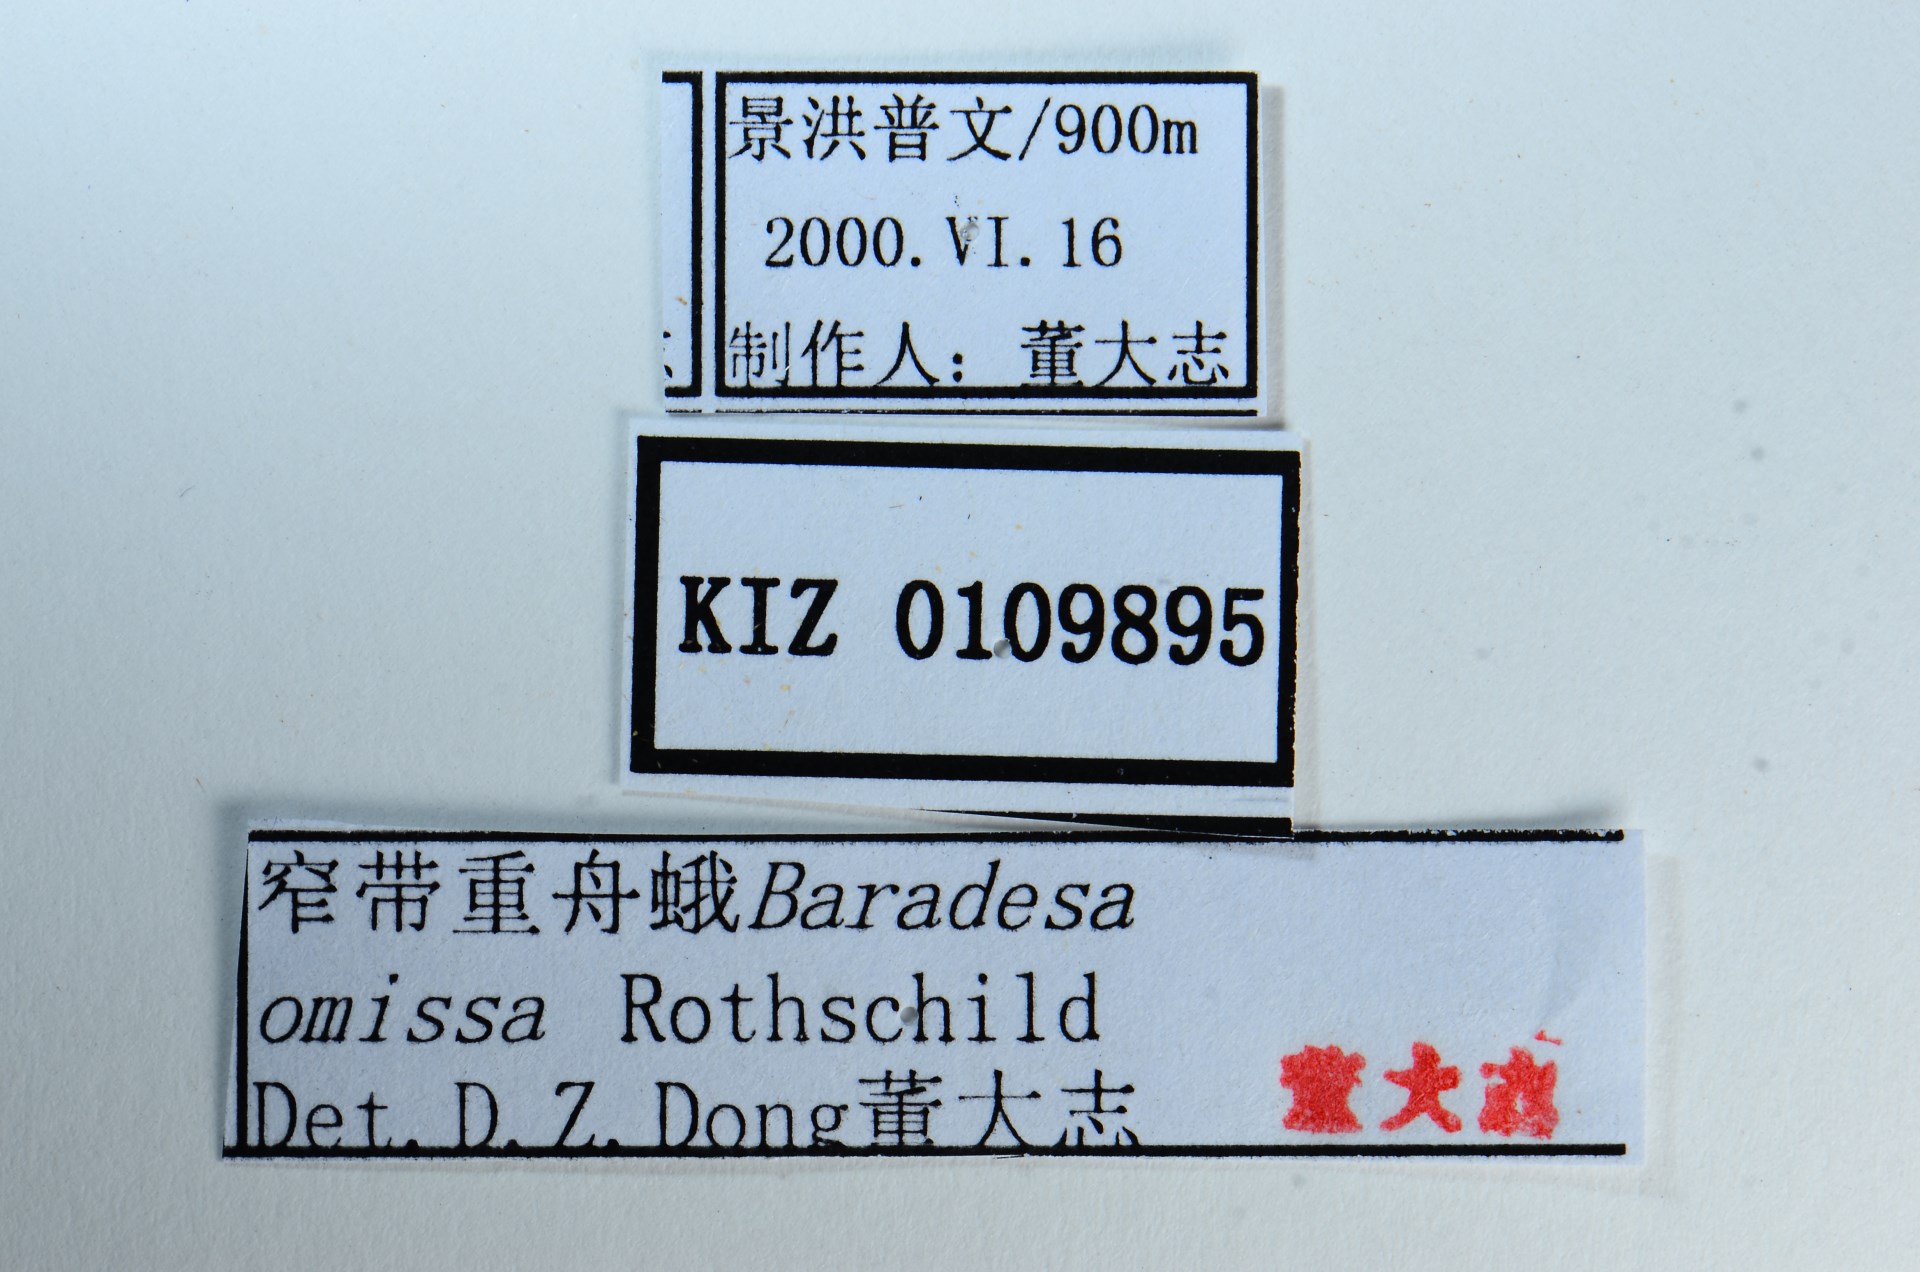 景洪普文/900m
2000.VI.16
制作人：董大志
KIZ 0109895
窄带重舟蛾Baradesa
omissa Rothschild
Det.D.Z.Dong董大志
董大志